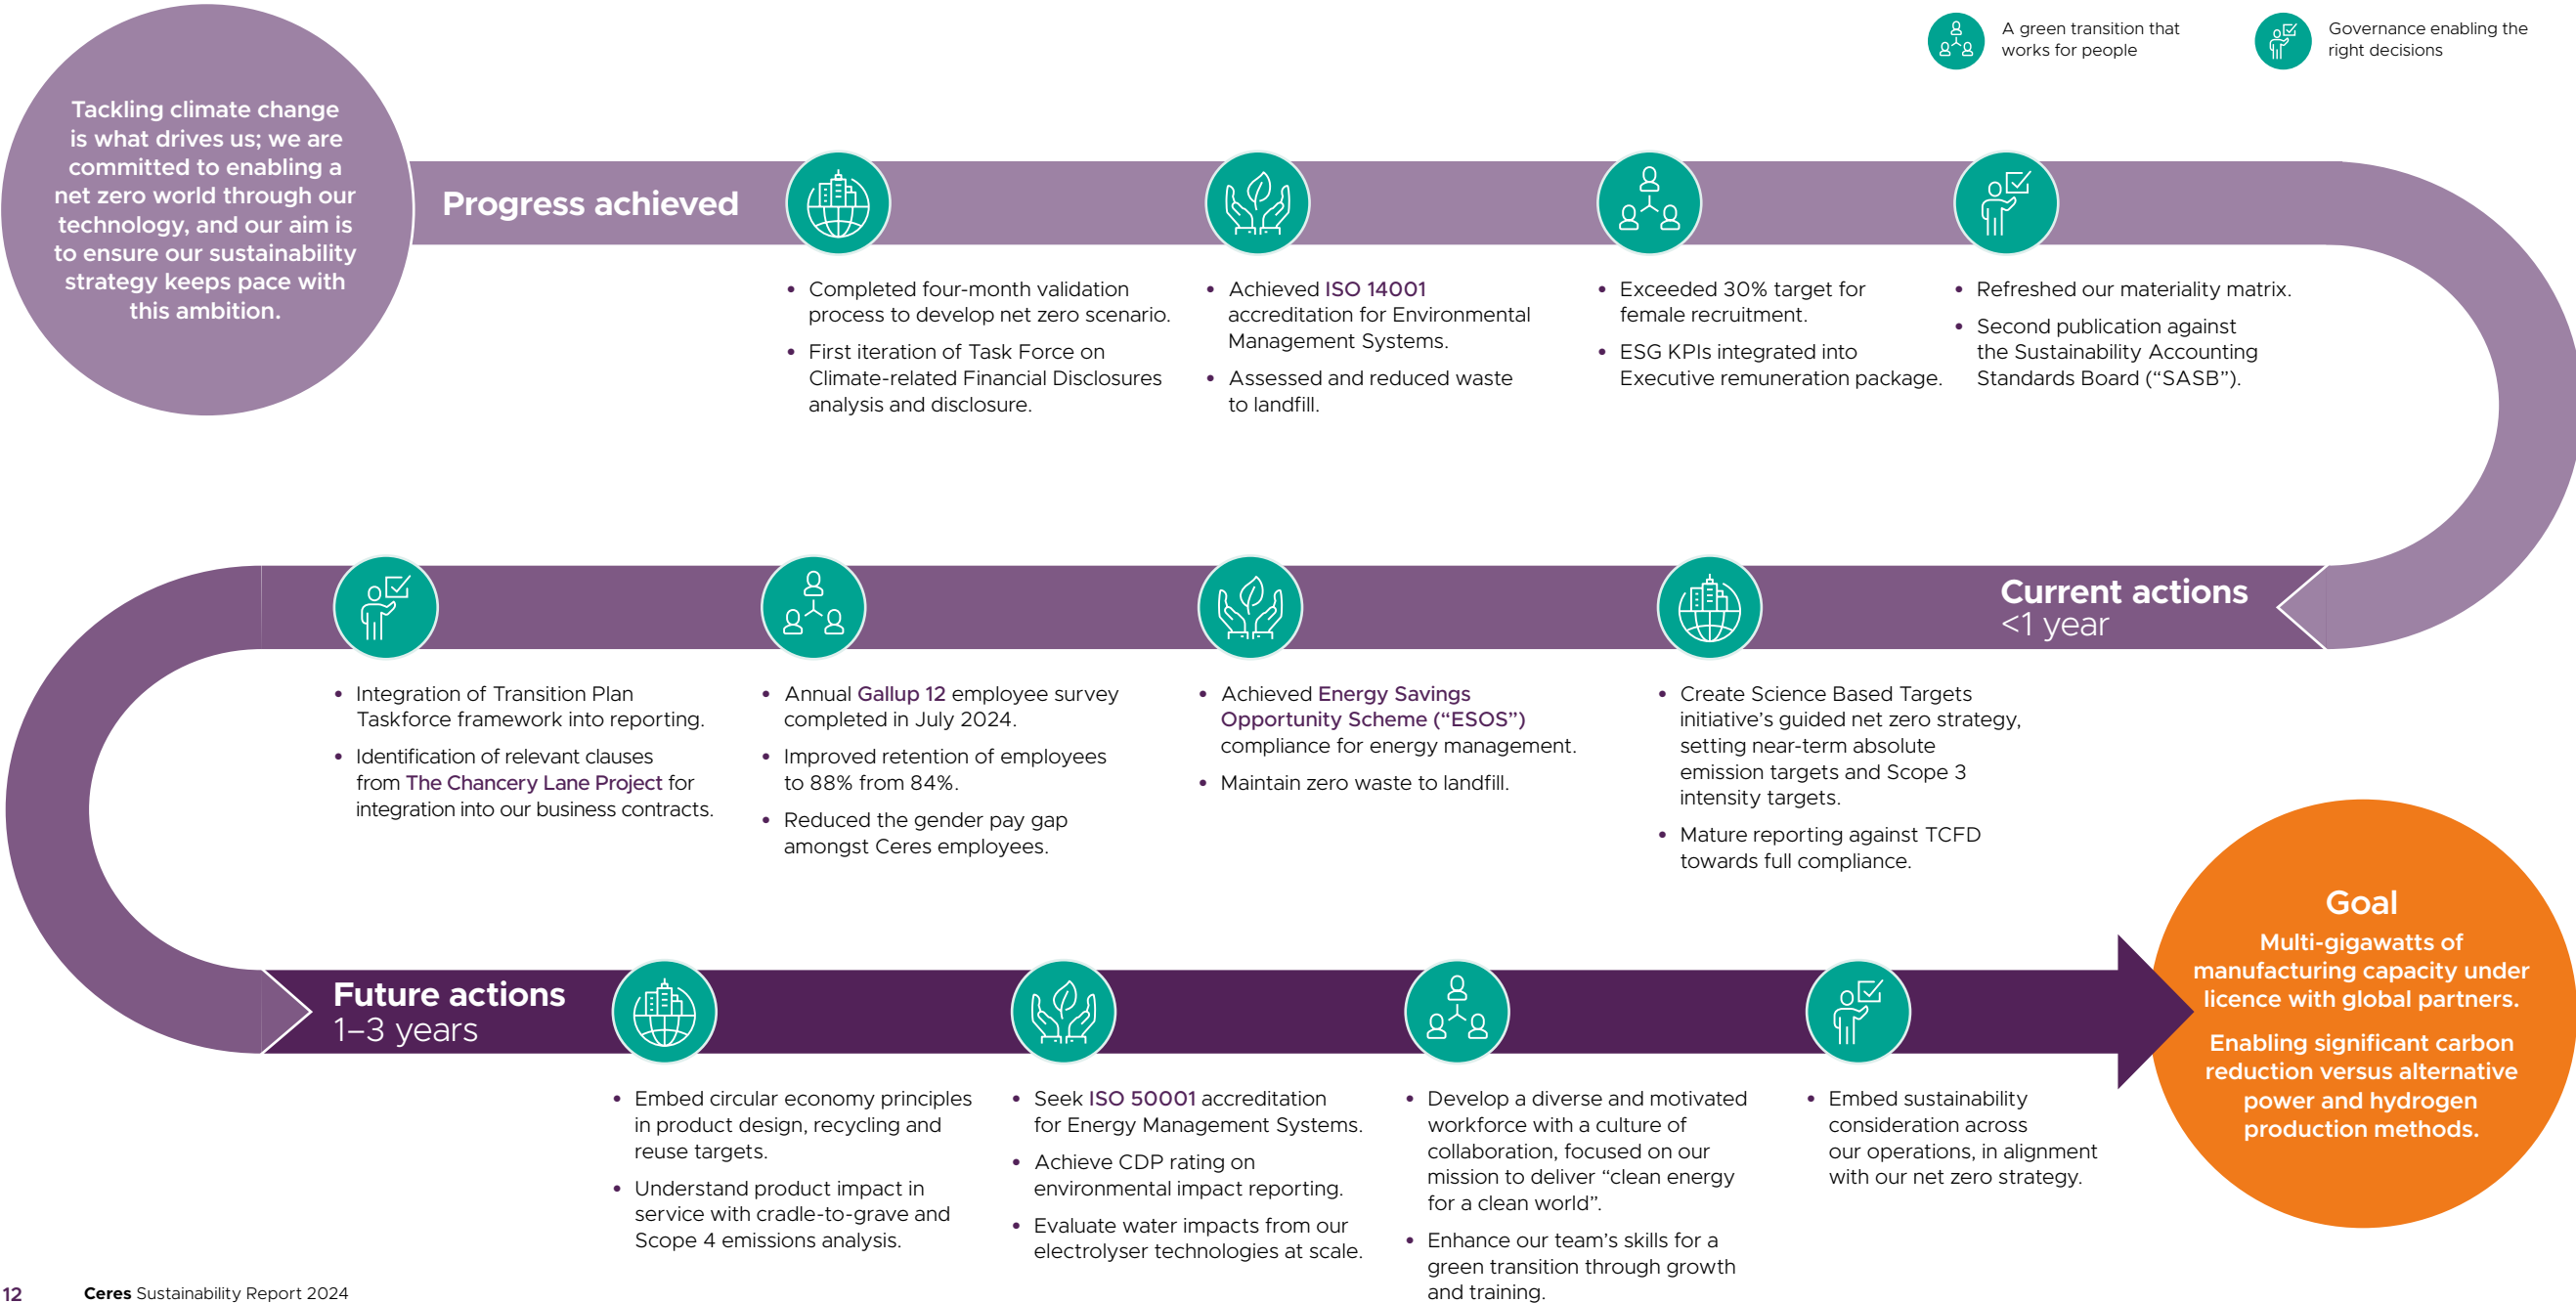 A green transition that
works for people
Governance enabling the
right decisions
Tackling climate change
is what drives us; we are
committed to enabling a
net zero world through our
technology, and our aim is
to ensure our sustainability
strategy keeps pace with
this ambition.
Progress achieved
• Completed four-month validation
process to develop net zero scenario.
• First iteration of Task Force on
Climate-related Financial Disclosures
analysis and disclosure.
• Achieved ISO 14001
accreditation for Environmental
Management Systems.
• Assessed and reduced waste
to landfill.
• Exceeded 30% target for
female recruitment.
• ESG KPIs integrated into
Executive remuneration package.
• Refreshed our materiality matrix.
• Second publication against
the Sustainability Accounting
Standards Board (“SASB”).
Current actions
<1 year
• Create Science Based Targets
initiative’s guided net zero strategy,
setting near-term absolute
emission targets and Scope 3
intensity targets.
• Mature reporting against TCFD
towards full compliance.
• Achieved Energy Savings
Opportunity Scheme (“ESOS”)
compliance for energy management.
• Maintain zero waste to landfill.
• Annual Gallup 12 employee survey
completed in July 2024.
• Improved retention of employees
to 88% from 84%.
• Reduced the gender pay gap
amongst Ceres employees.
• Integration of Transition Plan
Taskforce framework into reporting.
• Identification of relevant clauses
from The Chancery Lane Project for
integration into our business contracts.
Future actions
1–3 years
• Embed circular economy principles
in product design, recycling and
reuse targets.
• Understand product impact in
service with cradle-to-grave and
Scope 4 emissions analysis.
• Seek ISO 50001 accreditation
for Energy Management Systems.
• Achieve CDP rating on
environmental impact reporting.
• Evaluate water impacts from our
electrolyser technologies at scale.
• Develop a diverse and motivated
workforce with a culture of
collaboration, focused on our
mission to deliver “clean energy
for a clean world”.
• Enhance our team’s skills for a
green transition through growth
and training.
• Embed sustainability
consideration across
our operations, in alignment
with our net zero strategy.
Goal
Multi-gigawatts of
manufacturing capacity under
licence with global partners.
Enabling significant carbon
reduction versus alternative
power and hydrogen
production methods.
12 Ceres Sustainability Report 2024